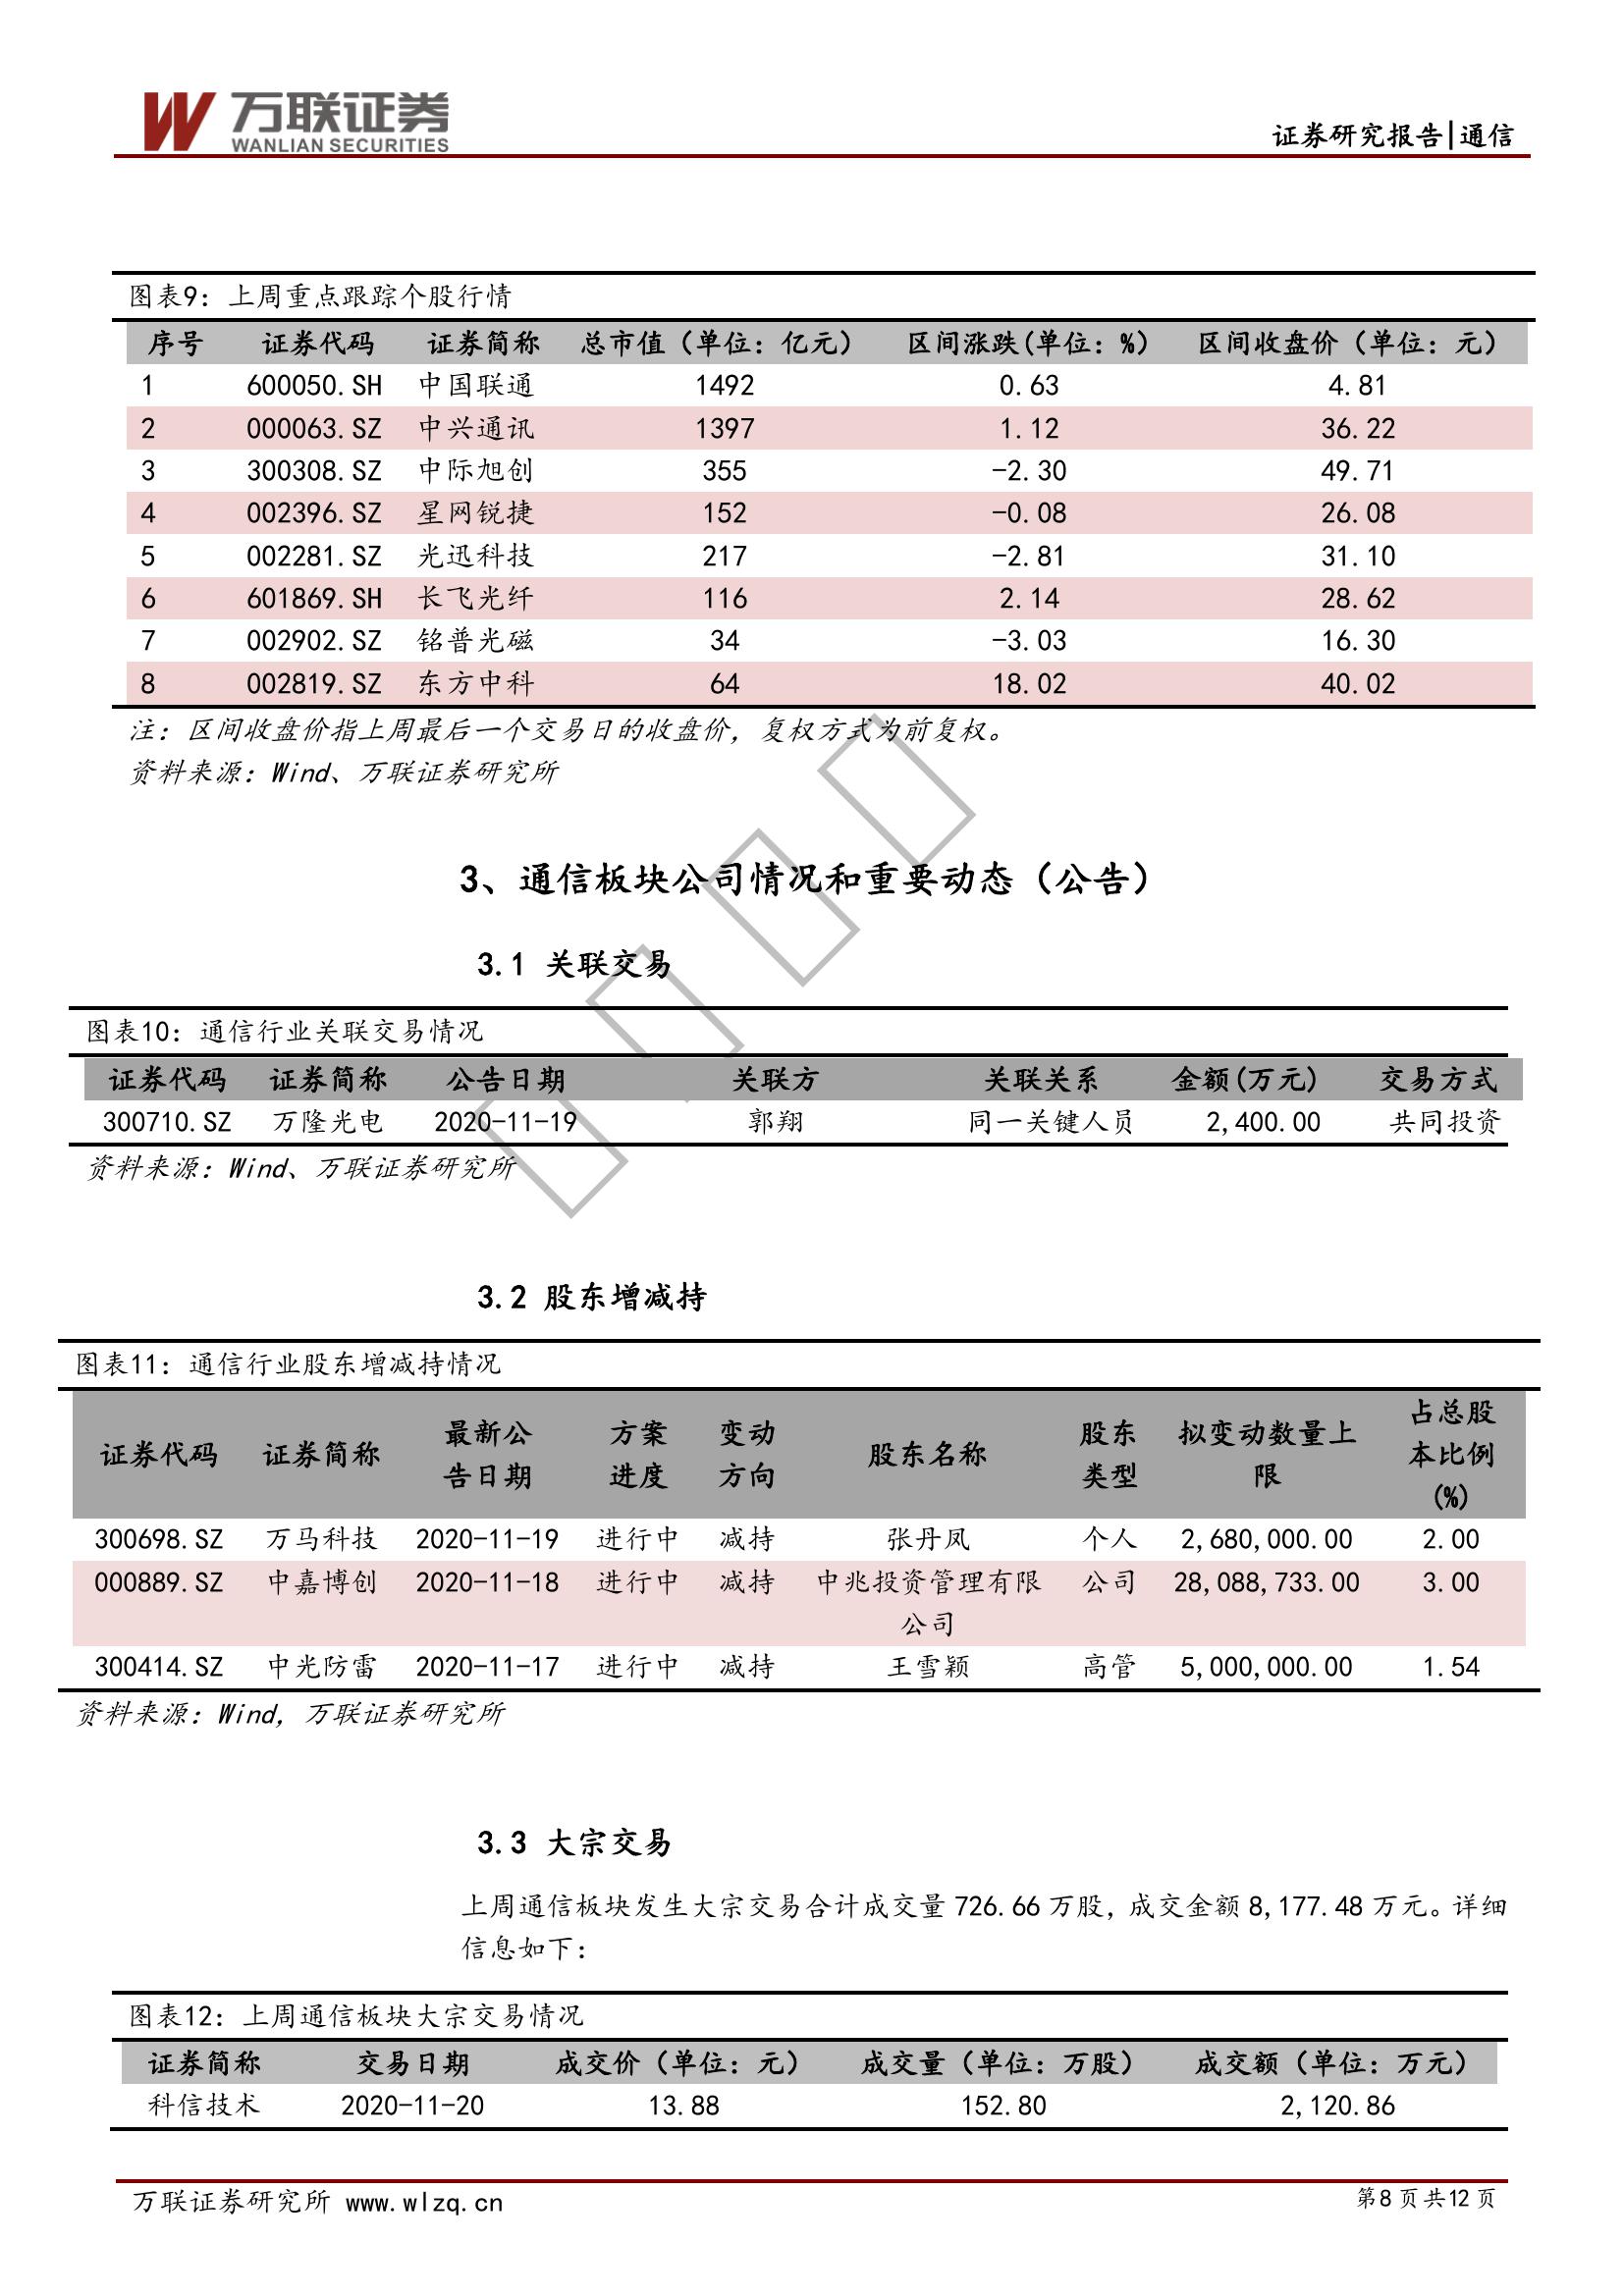 万联证券
WANLIAN SECURITIES
证券研究报告|通信
图表9：上周重点跟踪个股行情
序号 证券代码 证券简称 总市值（单位：亿元） 区间涨跌(单位：%) 区间收盘价（单位：元）
1 600050.SH 中国联通 1492 0.63 4.81
2 000063.SZ 中兴通讯 1397 1.12 36.22
3 300308.SZ 中际旭创 355 -2.30 49.71
4 002396.SZ 星网锐捷 152 -0.08 26.08
5 002281.SZ 光迅科技 217 -2.81 31.10
6 601869.SH 长飞光纤 116 2.14 28.62
7 002902.SZ 铭普光磁 34 -3.03 16.30
8 002819.SZ 东方中科 64 18.02 40.02
注：区间收盘价指上周最后一个交易日的收盘价，复权方式为前复权。
资料来源：Wind、万联证券研究所
3、通信板块公司情况和重要动态（公告）
3.1 关联交易
图表10：通信行业关联交易情况
证券代码 证券简称 公告日期 关联方 关联关系 金额(万元) 交易方式
300710.SZ 万隆光电 2020-11-19 郭翔 同一关键人员 2,400.00 共同投资
资料来源：Wind、万联证券研究所
3.2 股东增减持
图表11：通信行业股东增减持情况
证券代码 证券简称 最新公告日期 方案进度 变动方向 股东名称 股东类型 拟变动数量上限 占总股本比例(%)
300698.SZ 万马科技 2020-11-19 进行中 减持 张丹凤 个人 2,680,000.00 2.00
000889.SZ 中嘉博创 2020-11-18 进行中 减持 中兆投资管理有限公司 公司 28,088,733.00 3.00
300414.SZ 中光防雷 2020-11-17 进行中 减持 王雪颖 高管 5,000,000.00 1.54
资料来源：Wind，万联证券研究所
3.3 大宗交易
上周通信板块发生大宗交易合计成交量 726.66 万股，成交金额 8,177.48 万元。详细
信息如下：
图表12：上周通信板块大宗交易情况
证券简称 交易日期 成交价（单位：元） 成交量（单位：万股） 成交额（单位：万元）
科信技术 2020-11-20 13.88 152.80 2,120.86
万联证券研究所 www.wlzq.cn
第8页共12页